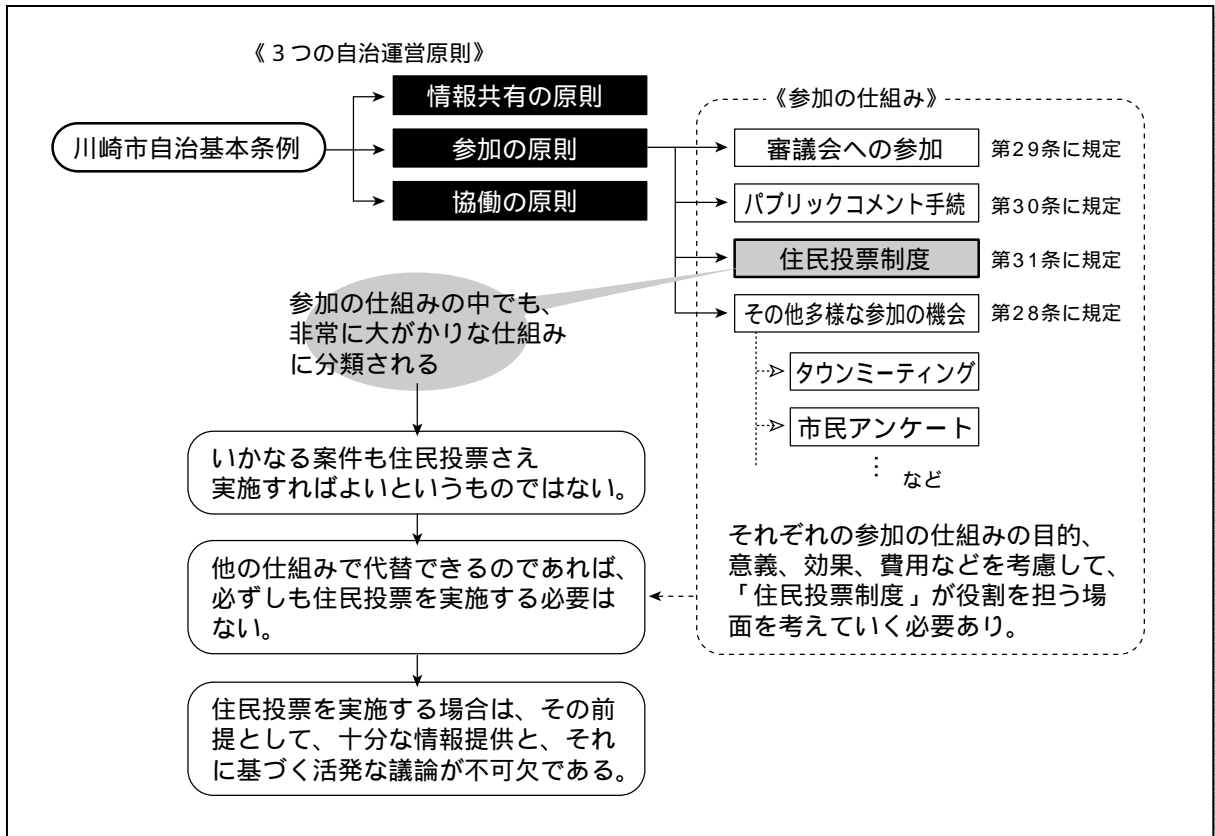 《3つの自治運営原則》
川崎市自治基本条例
情報共有の原則
参加の原則
協働の原則
《参加の仕組み》
審議会への参加 第29条に規定
パブリックコメント手続 第30条に規定
住民投票制度 第31条に規定
その他多様な参加の機会 第28条に規定
タウンミーティング
市民アンケート
… など
それぞれの参加の仕組みの目的、
意義、効果、費用などを考慮して、
「住民投票制度」が役割を担う場
面を考えていく必要あり。
参加の仕組みの中でも、
非常に大がかりな仕組み
に分類される
いかなる案件も住民投票さえ
実施すればよいというものではない。
他の仕組みで代替できるのであれば、
必ずしも住民投票を実施する必要は
ない。
住民投票を実施する場合は、その前
提として、十分な情報提供と、それ
に基づく活発な議論が不可欠である。